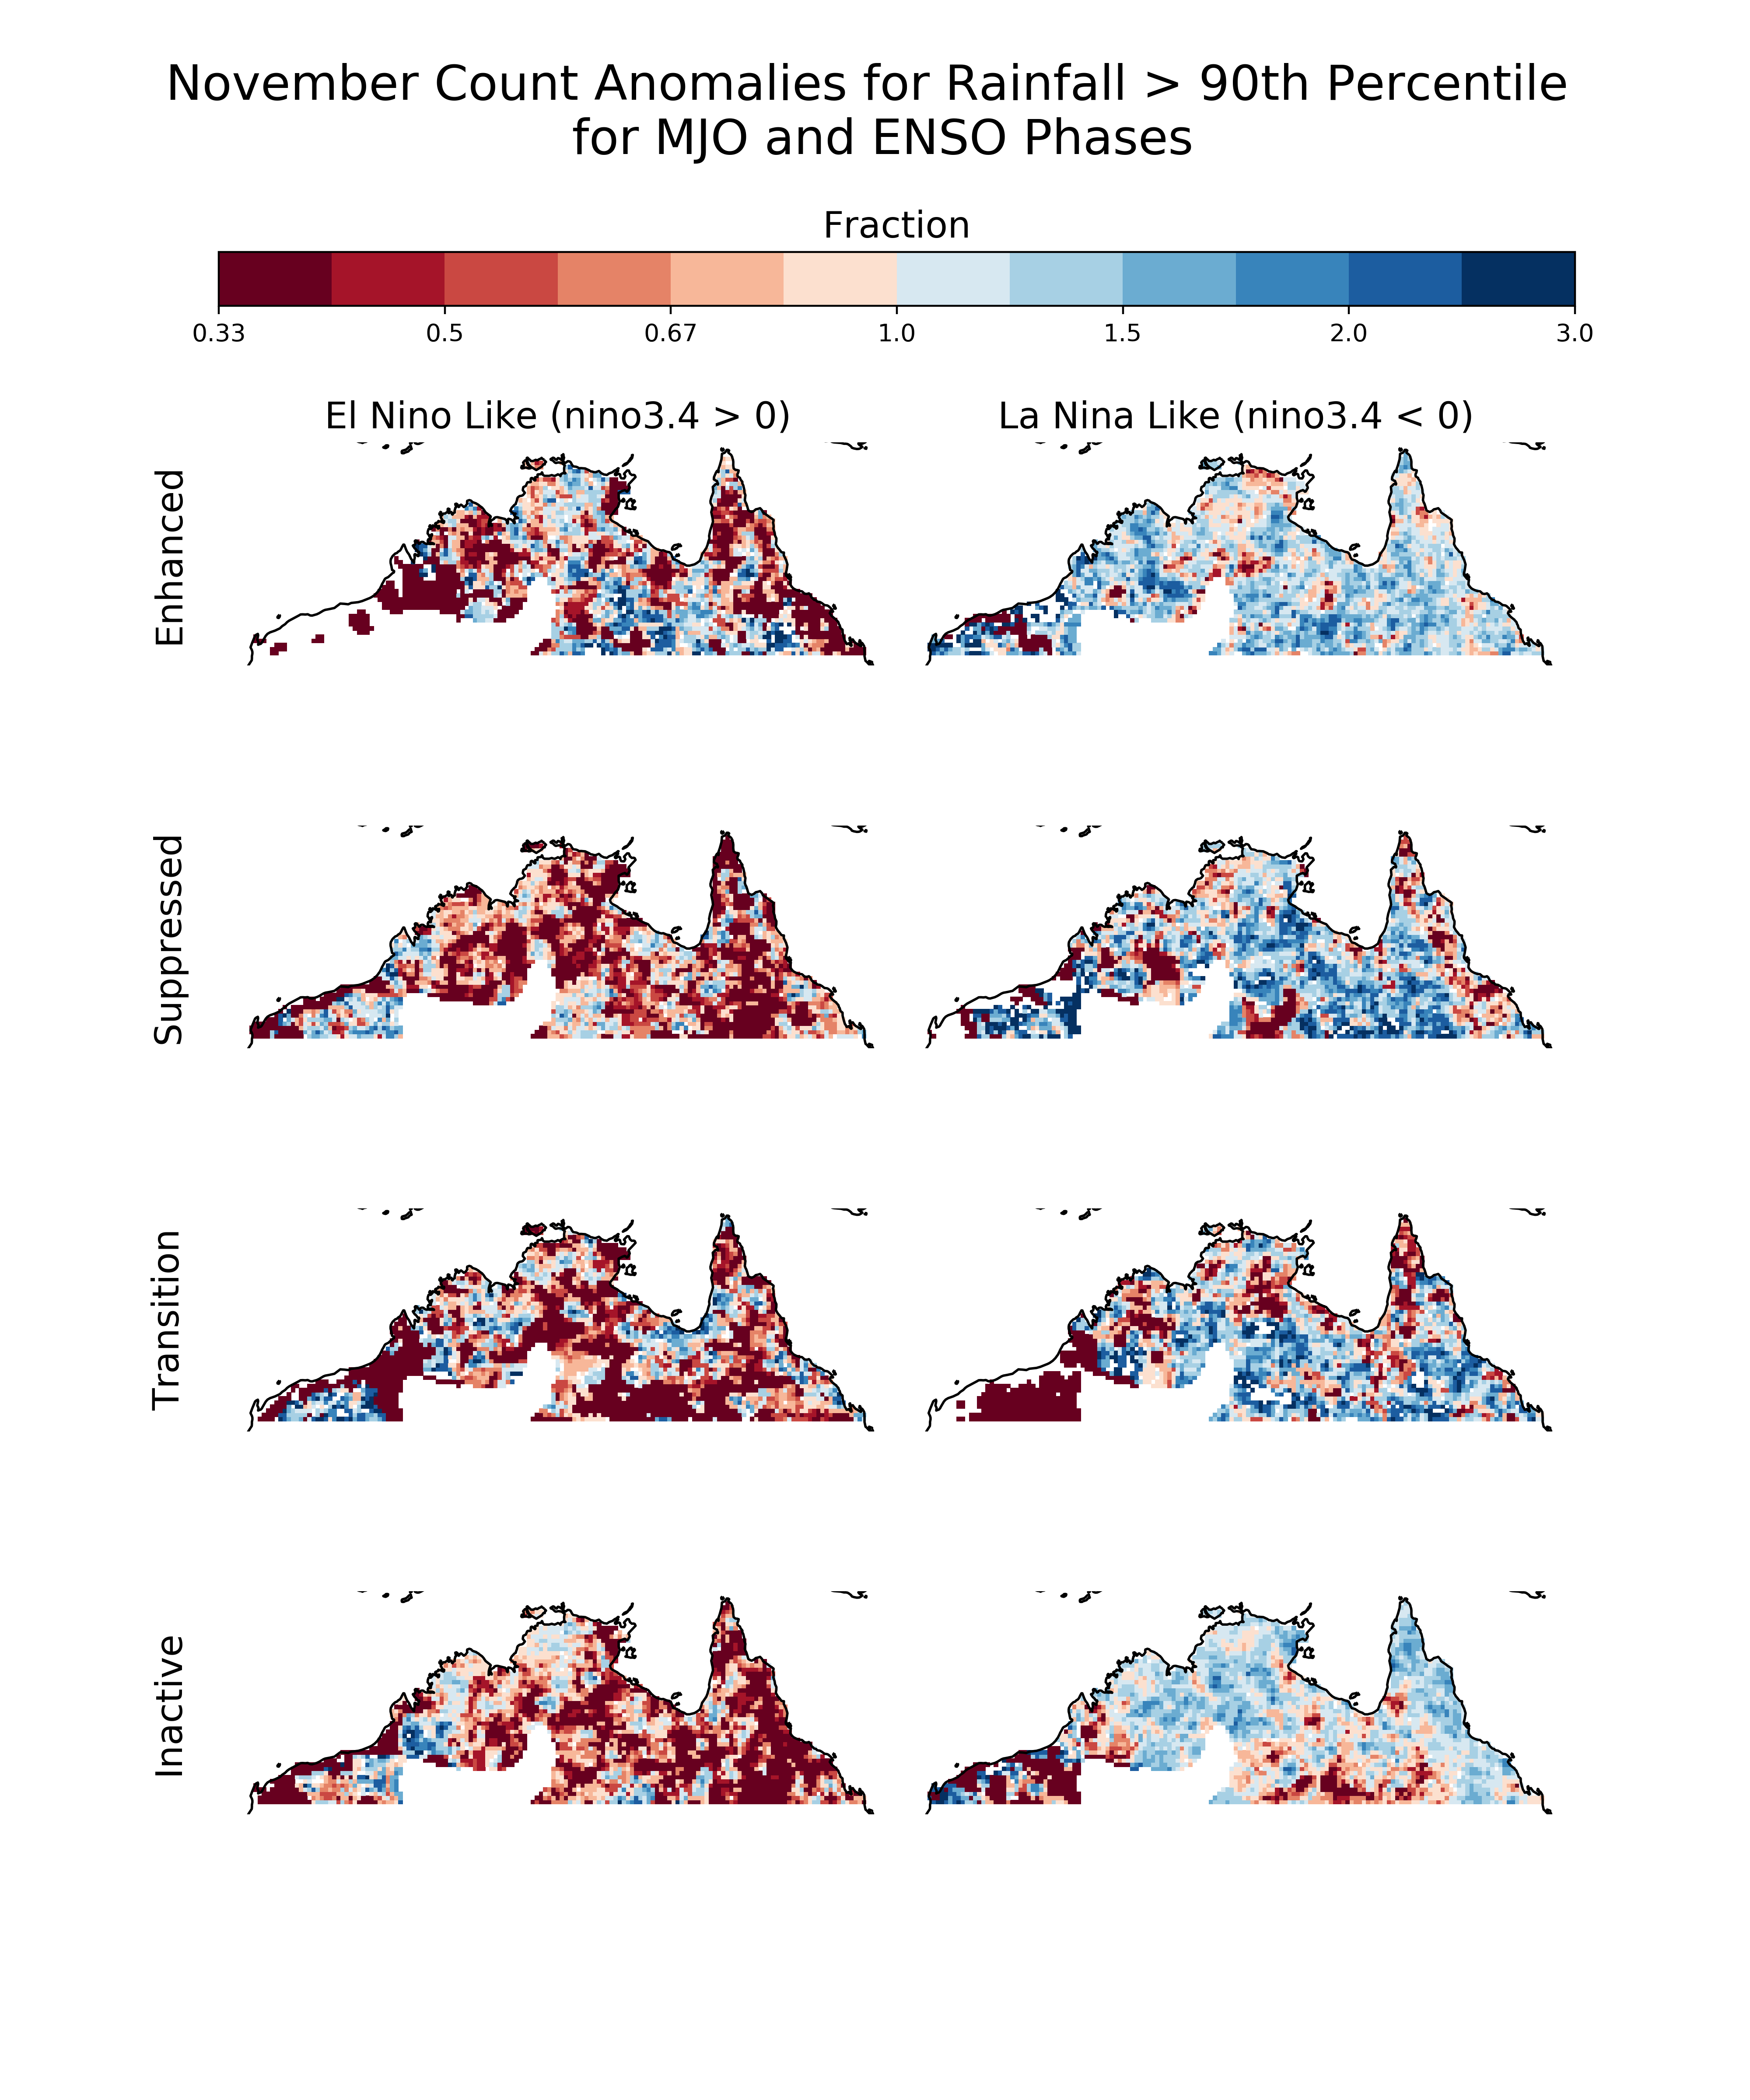 November Count Anomalies for Rainfall > 90th Percentile
for MJO and ENSO Phases
Fraction
0.33 0.5 0.67 1.0 1.5 2.0 3.0
El Nino Like (nino3.4 > 0) La Nina Like (nino3.4 < 0)
Enhanced
Suppressed
Transition
Inactive